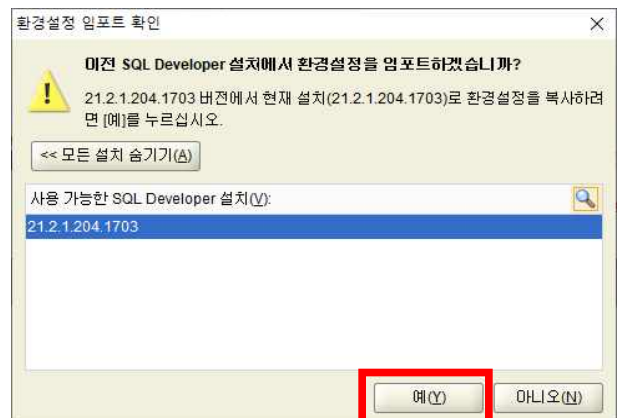 환경설정 임포트 확인
이전 SQL Developer 설치에서 환경설정을 임포트하겠습니까?
21.2.1.204.1703 버전에서 현재 설치(21.2.1.204.1703)로 환경설정을 복사하려
면 [예]를 누르십시오.
<< 모든 설치 숨기기(A)
사용 가능한 SQL Developer 설치(V):
21.2.1.204.1703
예(Y) 아니오(N)